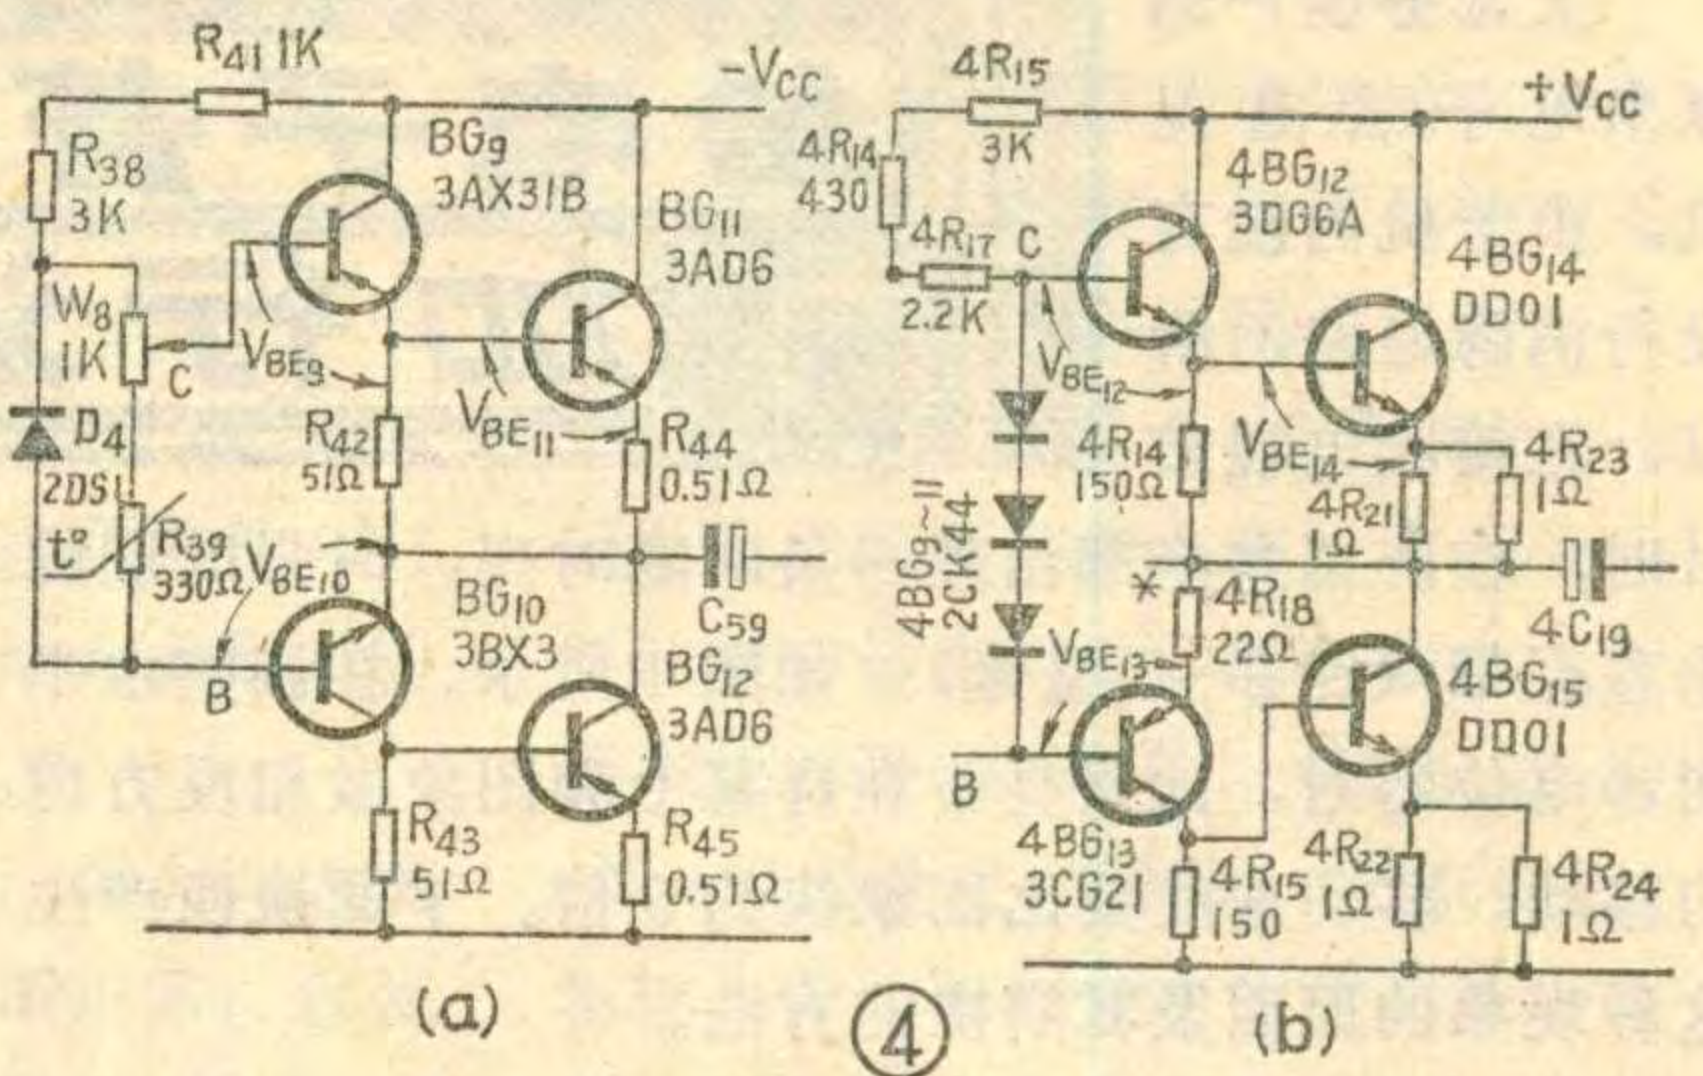 R41 1K
-VCC
R38
3K
BG9
3AX31B
BG11
3AD6
W8
1K
C
VBE9
VBE11
D4
2DS1
R42
51Ω
R44
0.51Ω
t°
R39
330Ω
VBE10
BG10
3BX3
C59
B
BG12
3AD6
R43
51Ω
R45
0.51Ω
(a)
4R15
3K
+VCC
4R14
430
4BG12
3DG6A
4R17
2.2K
C
4BG14
DD01
VBE12
VBE14
4R14
150Ω
4R23
1Ω
4R21
1Ω
4BG9~11
2CK44
*
4R18
22Ω
4C19
VBE13
4BG15
DD01
B
4BG13
3CG21
4R15
150
4R22
1Ω
4R24
1Ω
(b)
④